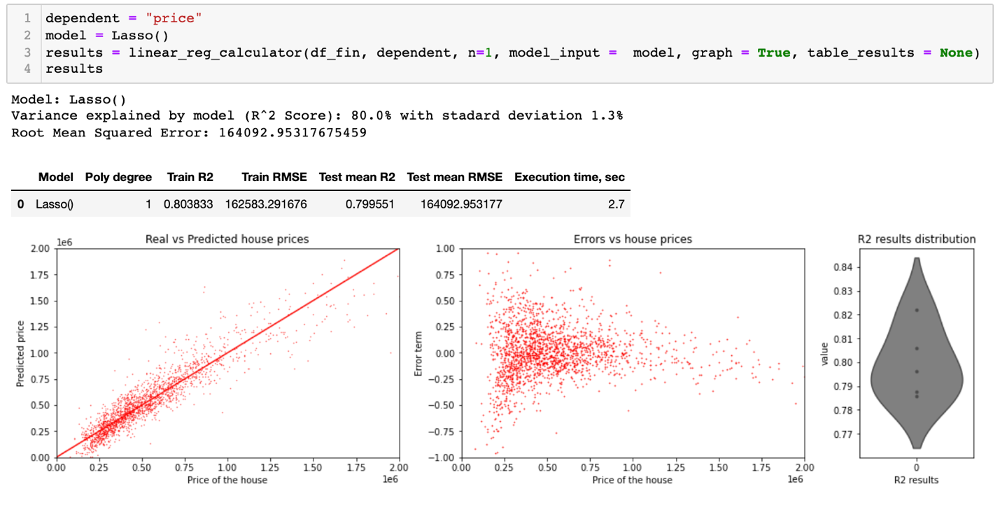 1 dependent = "price"
2 model = Lasso()
3 results = linear_reg_calculator(df_fin, dependent, n=1, model_input =  model, graph = True, table_results = None)
4 results
Model: Lasso()
Variance explained by model (R^2 Score): 80.0% with stadard deviation 1.3%
Root Mean Squared Error: 164092.95317675459
Model Poly degree Train R2 Train RMSE Test mean R2 Test mean RMSE Execution time, sec
0 Lasso() 1 0.803833 162583.291676 0.799551 164092.953177 2.7
Real vs Predicted house prices
1e6
2.00
1.75
1.50
1.25
1.00
0.75
0.50
0.25
0.00
Predicted price
0.00 0.25 0.50 0.75 1.00 1.25 1.50 1.75 2.00
Price of the house
1e6
Errors vs house prices
1.00
0.75
0.50
0.25
0.00
−0.25
−0.50
−0.75
−1.00
Error term
0.00 0.25 0.50 0.75 1.00 1.25 1.50 1.75 2.00
Price of the house
1e6
R2 results distribution
0.84
0.83
0.82
0.81
0.80
0.79
0.78
0.77
value
0
R2 results